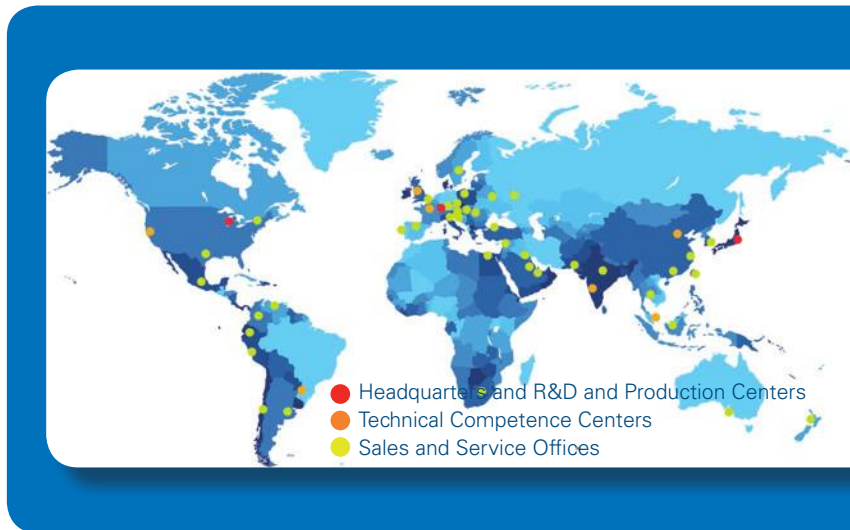 Headquarters and R&D and Production Centers
Technical Competence Centers
Sales and Service Offices